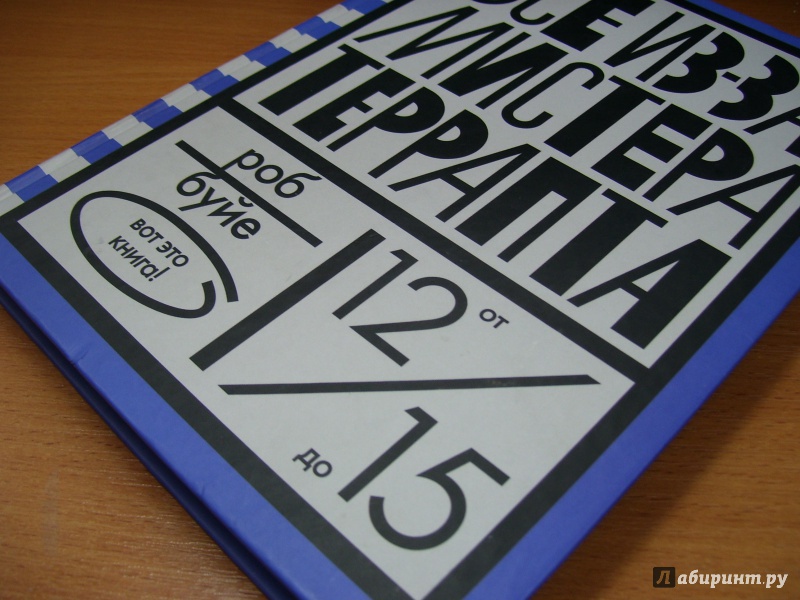 ВСЕ ИЗ-ЗА
МИСТЕРА
ТЕРРАПТА
роб
буйе
вот это
книга!
от
12
до
15
Лабиринт.ру